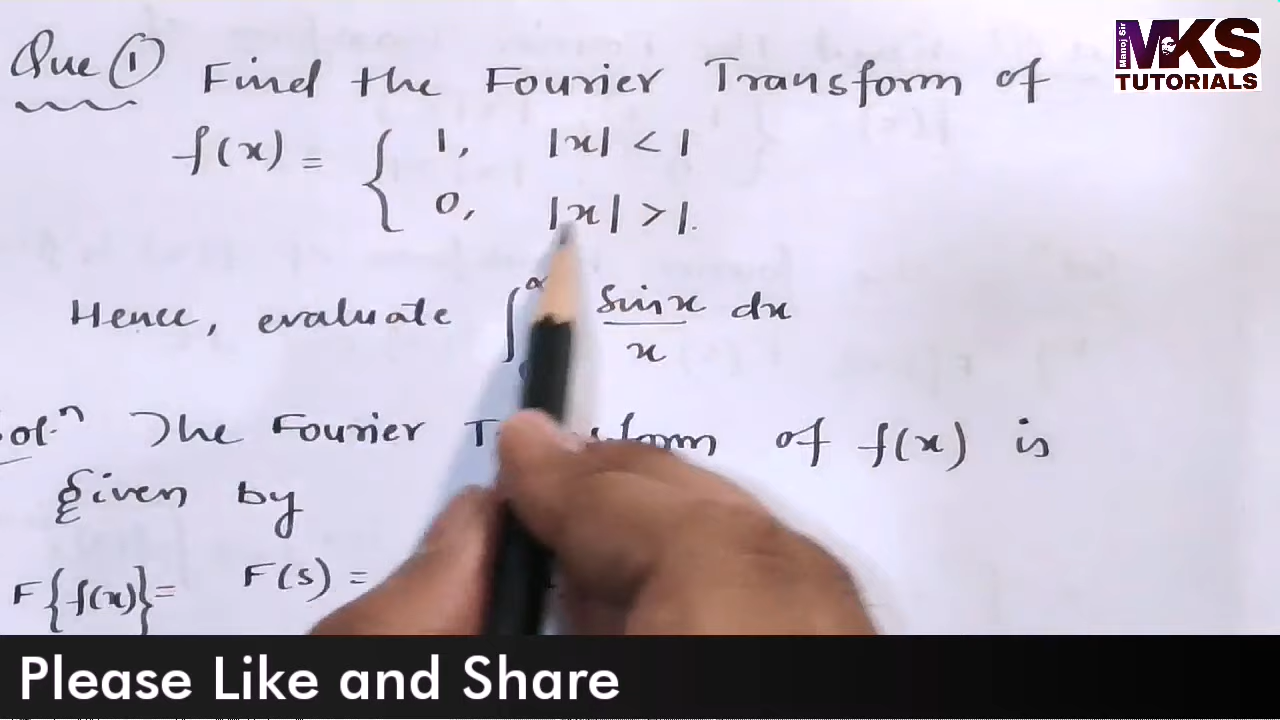 Que ① Find the Fourier Transform of
f(x) = { 1, |x| < 1
0, |x| > 1.
Hence, evaluate ∫ sinx/x dx
Sol.ⁿ The Fourier of f(x) is
given by
F{f(x)} = F(s) =
Manoj Sir
MKS
TUTORIALS
Please Like and Share